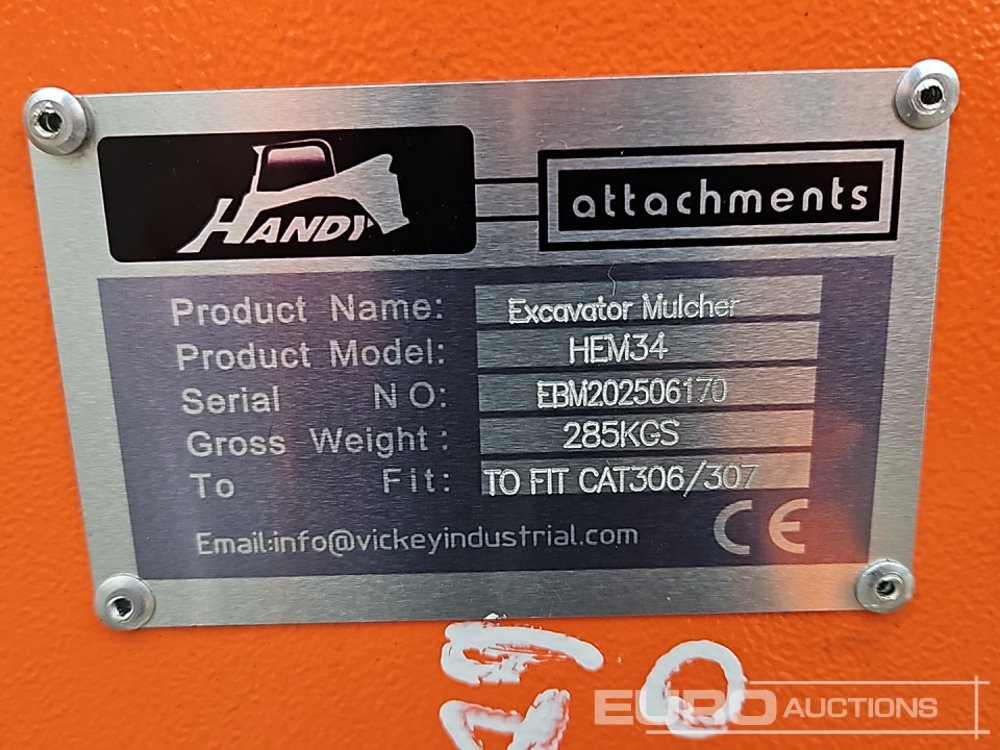 HANDY
attachments
Product Name: Excavator Mulcher
Product Model: HEM34
Serial NO: EBM202506170
Gross Weight: 285KGS
To Fit: TO FIT CAT306/307
Email:info@vickeyindustrial.com
CE
EURO AUCTIONS